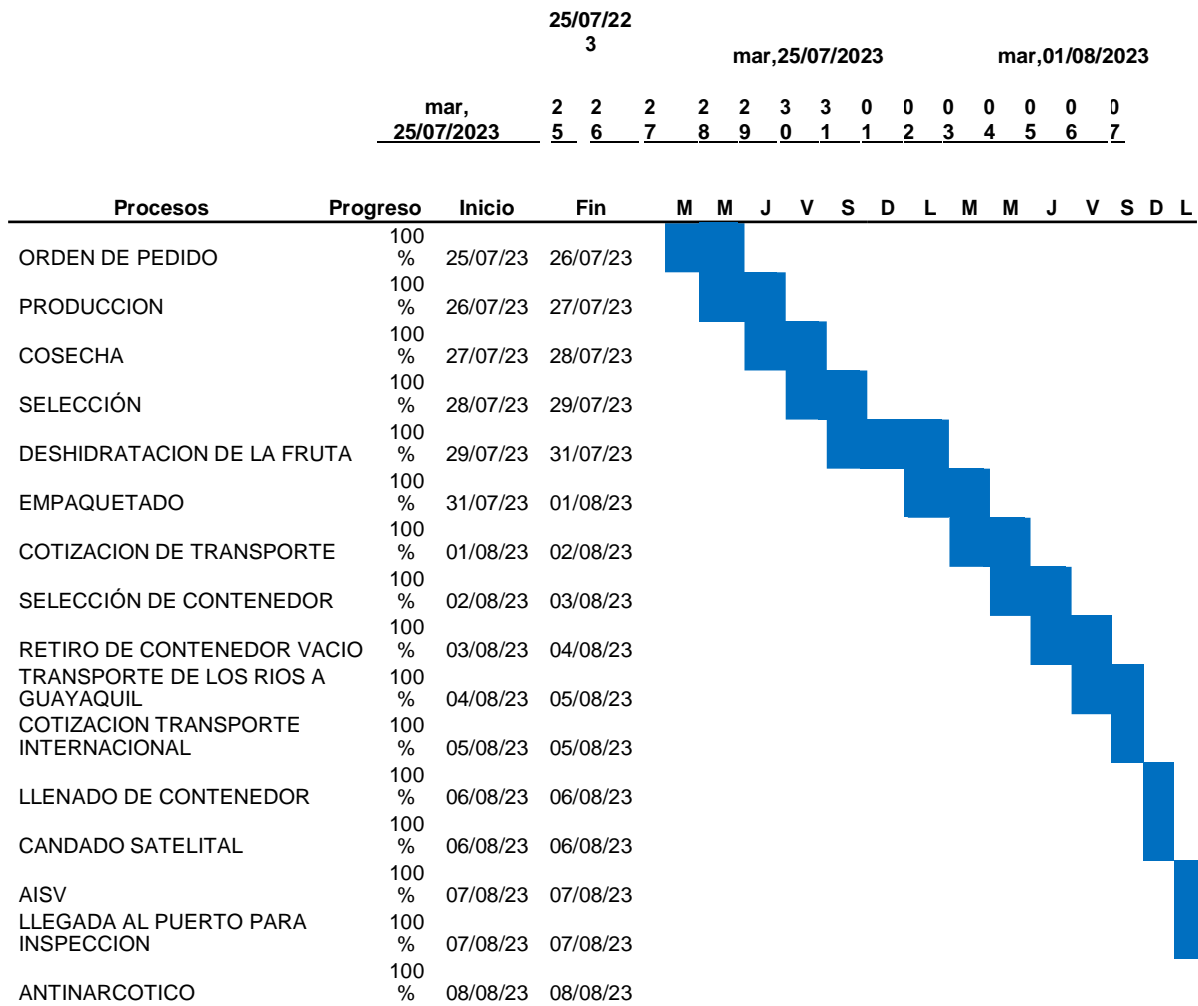 25/07/22
3
mar,25/07/2023 mar,01/08/2023
mar, 2 2 2 2 2 3 3 0 0 0 0 0 0 0
25/07/2023 5 6 7 8 9 0 1 1 2 3 4 5 6 7
Procesos Progreso Inicio Fin M M J V S D L M M J V S D L
100
ORDEN DE PEDIDO % 25/07/23 26/07/23
100
PRODUCCION % 26/07/23 27/07/23
100
COSECHA % 27/07/23 28/07/23
100
SELECCIÓN % 28/07/23 29/07/23
100
DESHIDRATACION DE LA FRUTA % 29/07/23 31/07/23
100
EMPAQUETADO % 31/07/23 01/08/23
100
COTIZACION DE TRANSPORTE % 01/08/23 02/08/23
100
SELECCIÓN DE CONTENEDOR % 02/08/23 03/08/23
100
RETIRO DE CONTENEDOR VACIO % 03/08/23 04/08/23
TRANSPORTE DE LOS RIOS A 100
GUAYAQUIL % 04/08/23 05/08/23
COTIZACION TRANSPORTE 100
INTERNACIONAL % 05/08/23 05/08/23
100
LLENADO DE CONTENEDOR % 06/08/23 06/08/23
100
CANDADO SATELITAL % 06/08/23 06/08/23
100
AISV % 07/08/23 07/08/23
LLEGADA AL PUERTO PARA 100
INSPECCION % 07/08/23 07/08/23
100
ANTINARCOTICO % 08/08/23 08/08/23